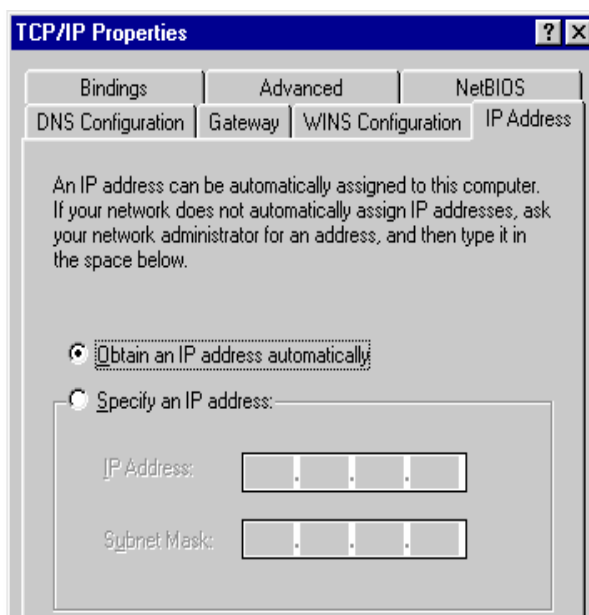 TCP/IP Properties
Bindings Advanced NetBIOS
DNS Configuration Gateway WINS Configuration IP Address
An IP address can be automatically assigned to this computer.
If your network does not automatically assign IP addresses, ask
your network administrator for an address, and then type it in
the space below.
Obtain an IP address automatically
Specify an IP address:
IP Address:
Subnet Mask: